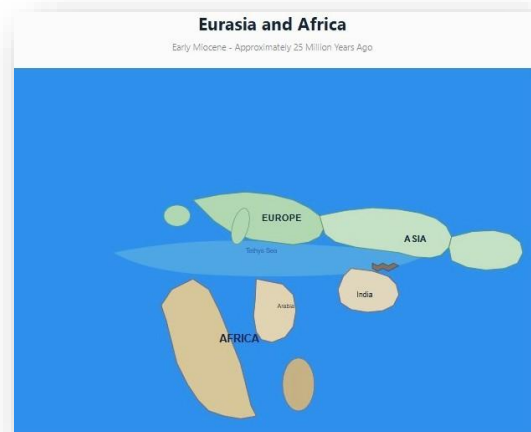 Eurasia and Africa
Early Miocene - Approximately 25 Million Years Ago
EUROPE
ASIA
Tethys Sea
India
Arabia
AFRICA